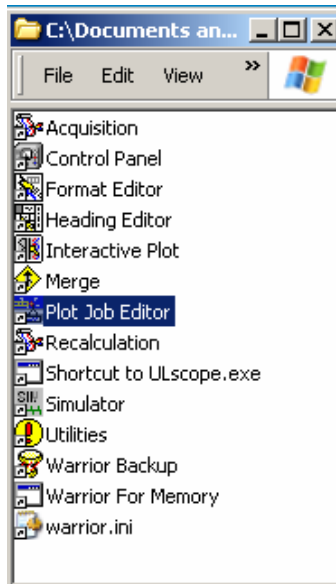 C:\Documents an...
File Edit View »
Acquisition
Control Panel
Format Editor
Heading Editor
Interactive Plot
Merge
Plot Job Editor
Recalculation
Shortcut to ULscope.exe
SIM Simulator
Utilities
Warrior Backup
Warrior For Memory
warrior.ini